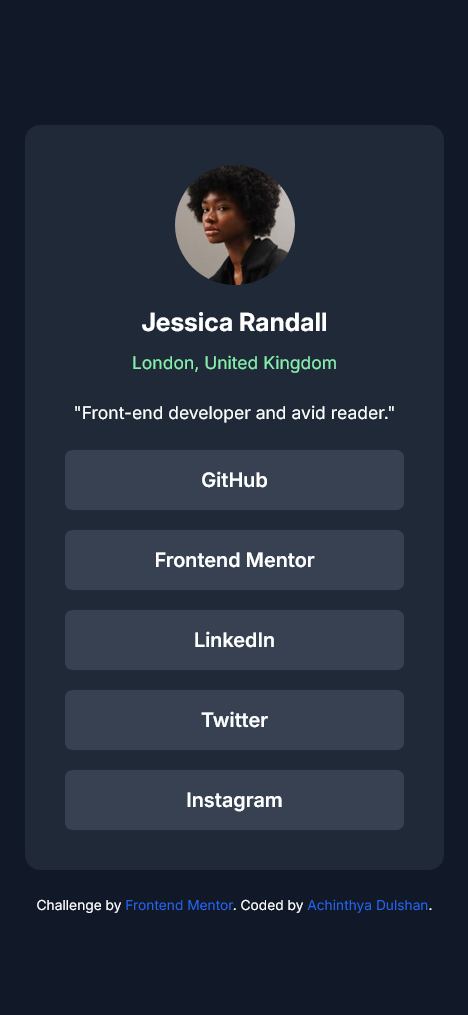 Jessica Randall
London, United Kingdom
"Front-end developer and avid reader."
GitHub
Frontend Mentor
LinkedIn
Twitter
Instagram
Challenge by Frontend Mentor. Coded by Achinthya Dulshan.